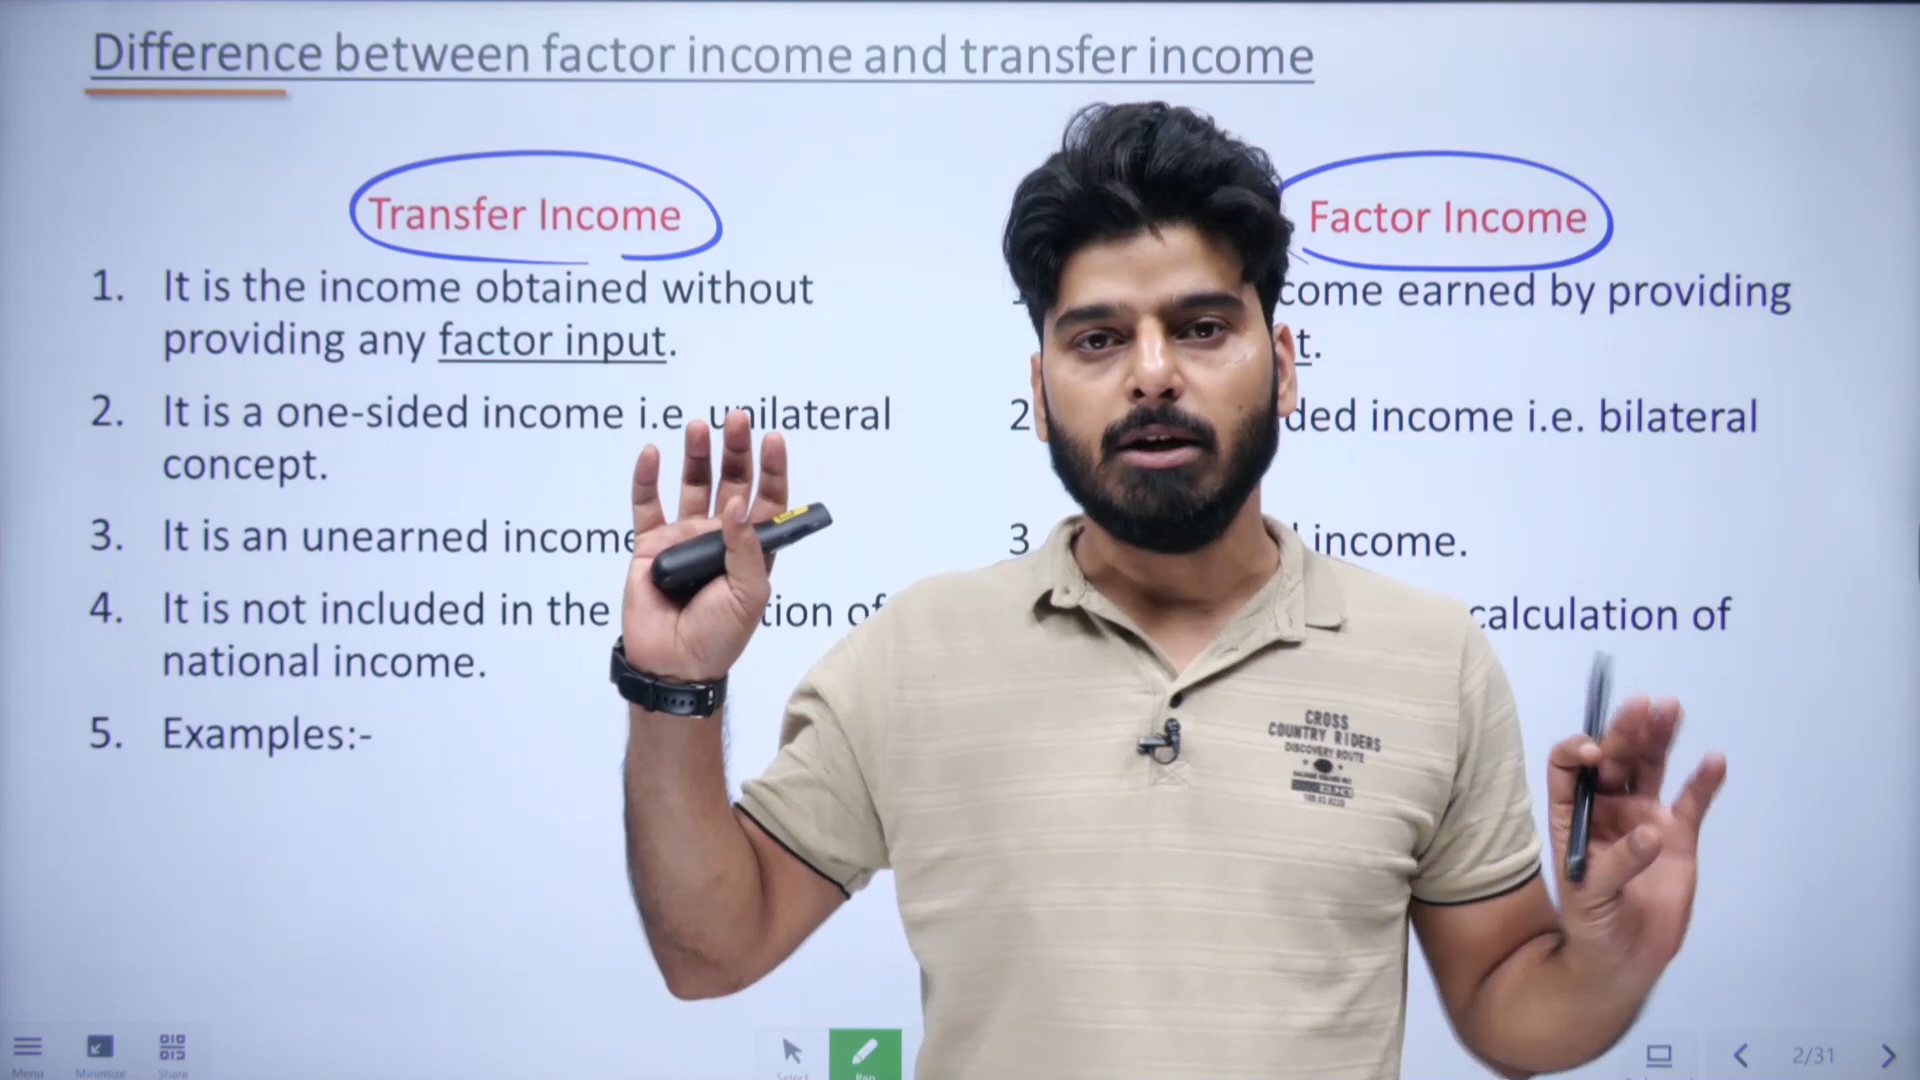 Difference between factor income and transfer income
Transfer Income
1. It is the income obtained without
providing any factor input.
2. It is a one-sided income i.e. unilateral
concept.
3. It is an unearned income
4. It is not included in the
national income.
5. Examples:-
Factor Income
come earned by providing
t.
2
ded income i.e. bilateral
3
income.
calculation of
CROSS
COUNTRY RIDERS
DISCOVERY ROUTE
Menu
Minimize
Share
Select
Pen
2/31